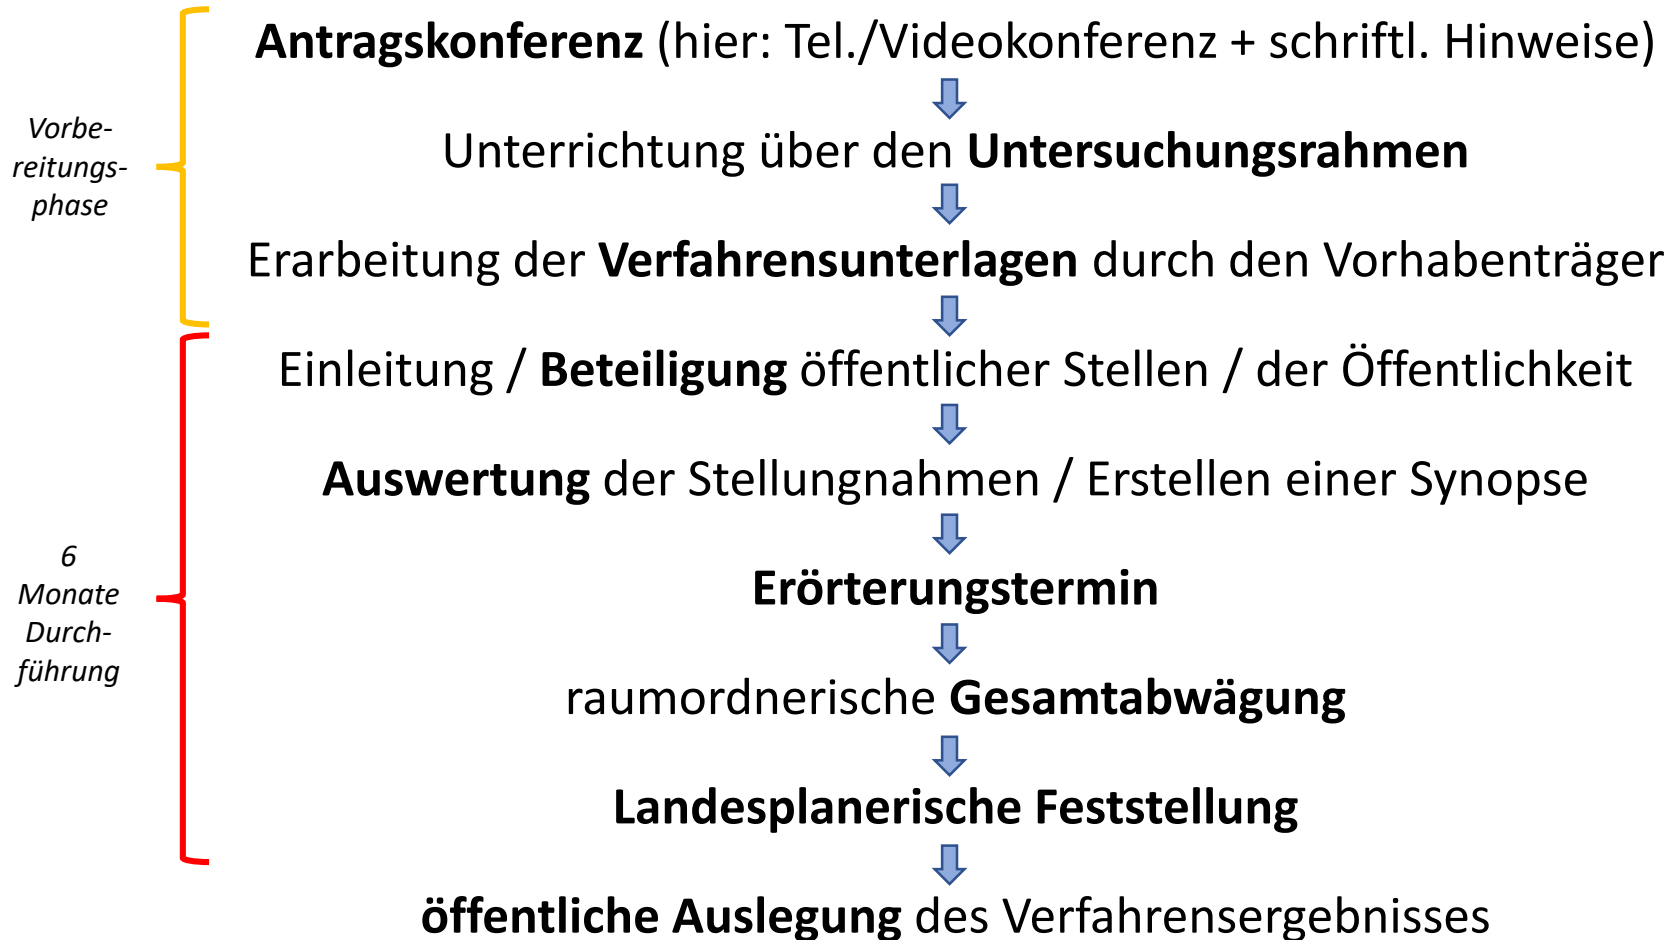 Antragskonferenz (hier: Tel./Videokonferenz + schriftl. Hinweise)
Unterrichtung über den Untersuchungsrahmen
Erarbeitung der Verfahrensunterlagen durch den Vorhabenträger
Vorbe-
reitungs-
phase
Einleitung / Beteiligung öffentlicher Stellen / der Öffentlichkeit
Auswertung der Stellungnahmen / Erstellen einer Synopse
Erörterungstermin
raumordnerische Gesamtabwägung
Landesplanerische Feststellung
6
Monate
Durch-
führung
öffentliche Auslegung des Verfahrensergebnisses